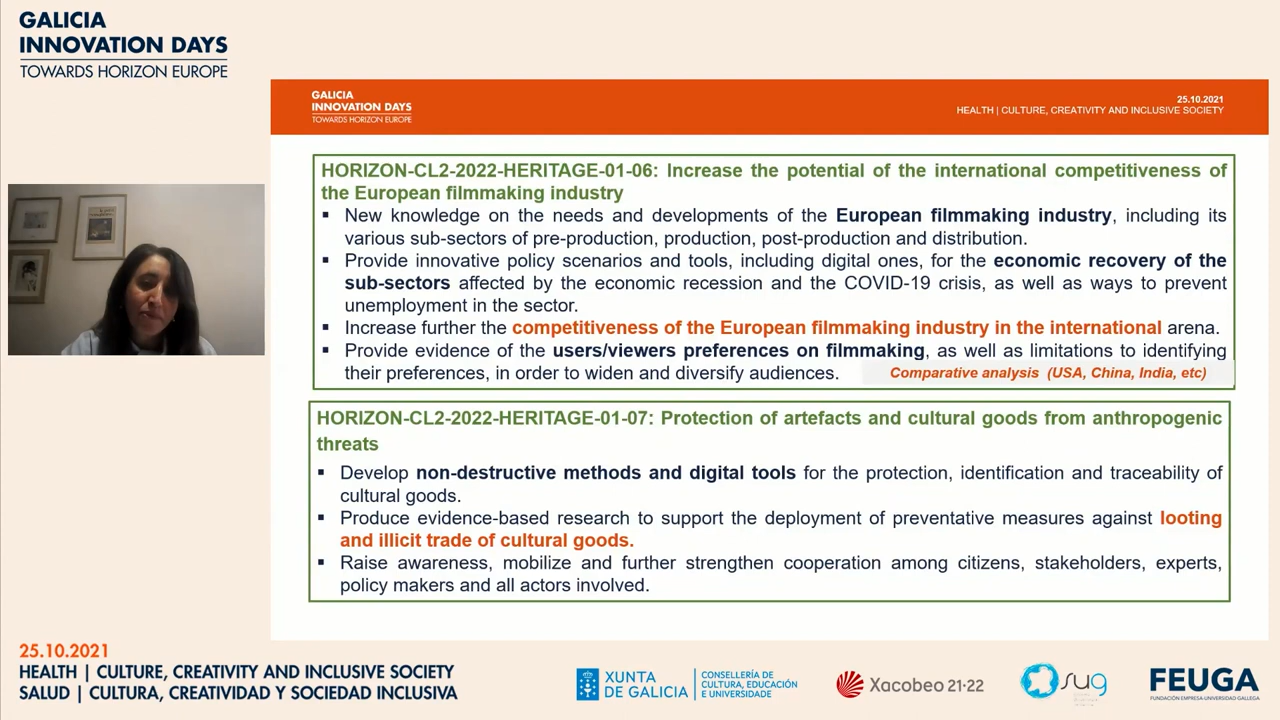 GALICIA
INNOVATION DAYS
TOWARDS HORIZON EUROPE
GALICIA
INNOVATION DAYS
TOWARDS HORIZON EUROPE
25.10.2021
HEALTH | CULTURE, CREATIVITY AND INCLUSIVE SOCIETY
HORIZON-CL2-2022-HERITAGE-01-06: Increase the potential of the international competitiveness of
the European filmmaking industry
▪ New knowledge on the needs and developments of the European filmmaking industry, including its
various sub-sectors of pre-production, production, post-production and distribution.
▪ Provide innovative policy scenarios and tools, including digital ones, for the economic recovery of the
sub-sectors affected by the economic recession and the COVID-19 crisis, as well as ways to prevent
unemployment in the sector.
▪ Increase further the competitiveness of the European filmmaking industry in the international arena.
▪ Provide evidence of the users/viewers preferences on filmmaking, as well as limitations to identifying
their preferences, in order to widen and diversify audiences.
Comparative analysis (USA, China, India, etc)
HORIZON-CL2-2022-HERITAGE-01-07: Protection of artefacts and cultural goods from anthropogenic
threats
▪ Develop non-destructive methods and digital tools for the protection, identification and traceability of
cultural goods.
▪ Produce evidence-based research to support the deployment of preventative measures against looting
and illicit trade of cultural goods.
▪ Raise awareness, mobilize and further strengthen cooperation among citizens, stakeholders, experts,
policy makers and all actors involved.
25.10.2021
HEALTH | CULTURE, CREATIVITY AND INCLUSIVE SOCIETY
SALUD | CULTURA, CREATIVIDAD Y SOCIEDAD INCLUSIVA
XUNTA
DE GALICIA
CONSELLERÍA
DE CULTURA, EDUCACIÓN
E UNIVERSIDADE
Xacobeo 21·22
sug
FEUGA
FUNDACIÓN EMPRESA-UNIVERSIDAD GALLEGA